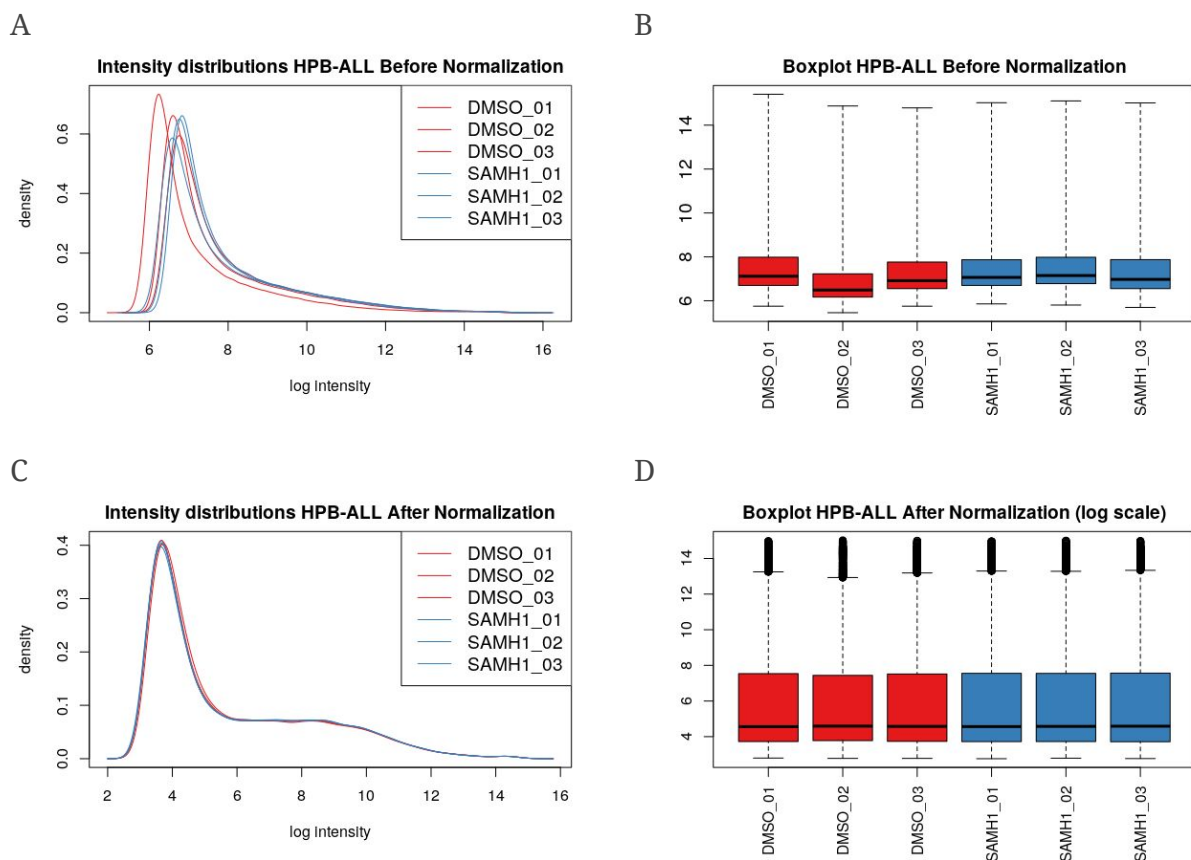 A
Intensity distributions HPB-ALL Before Normalization
density
0.0
0.2
0.4
0.6
DMSO_01
DMSO_02
DMSO_03
SAMH1_01
SAMH1_02
SAMH1_03
6 8 10 12 14 16
log intensity
B
Boxplot HPB-ALL Before Normalization
14
12
10
8
6
DMSO_01
DMSO_02
DMSO_03
SAMH1_01
SAMH1_02
SAMH1_03
C
Intensity distributions HPB-ALL After Normalization
density
0.0
0.1
0.2
0.3
0.4
DMSO_01
DMSO_02
DMSO_03
SAMH1_01
SAMH1_02
SAMH1_03
2 4 6 8 10 12 14 16
log intensity
D
Boxplot HPB-ALL After Normalization (log scale)
14
12
10
8
6
4
DMSO_01
DMSO_02
DMSO_03
SAMH1_01
SAMH1_02
SAMH1_03